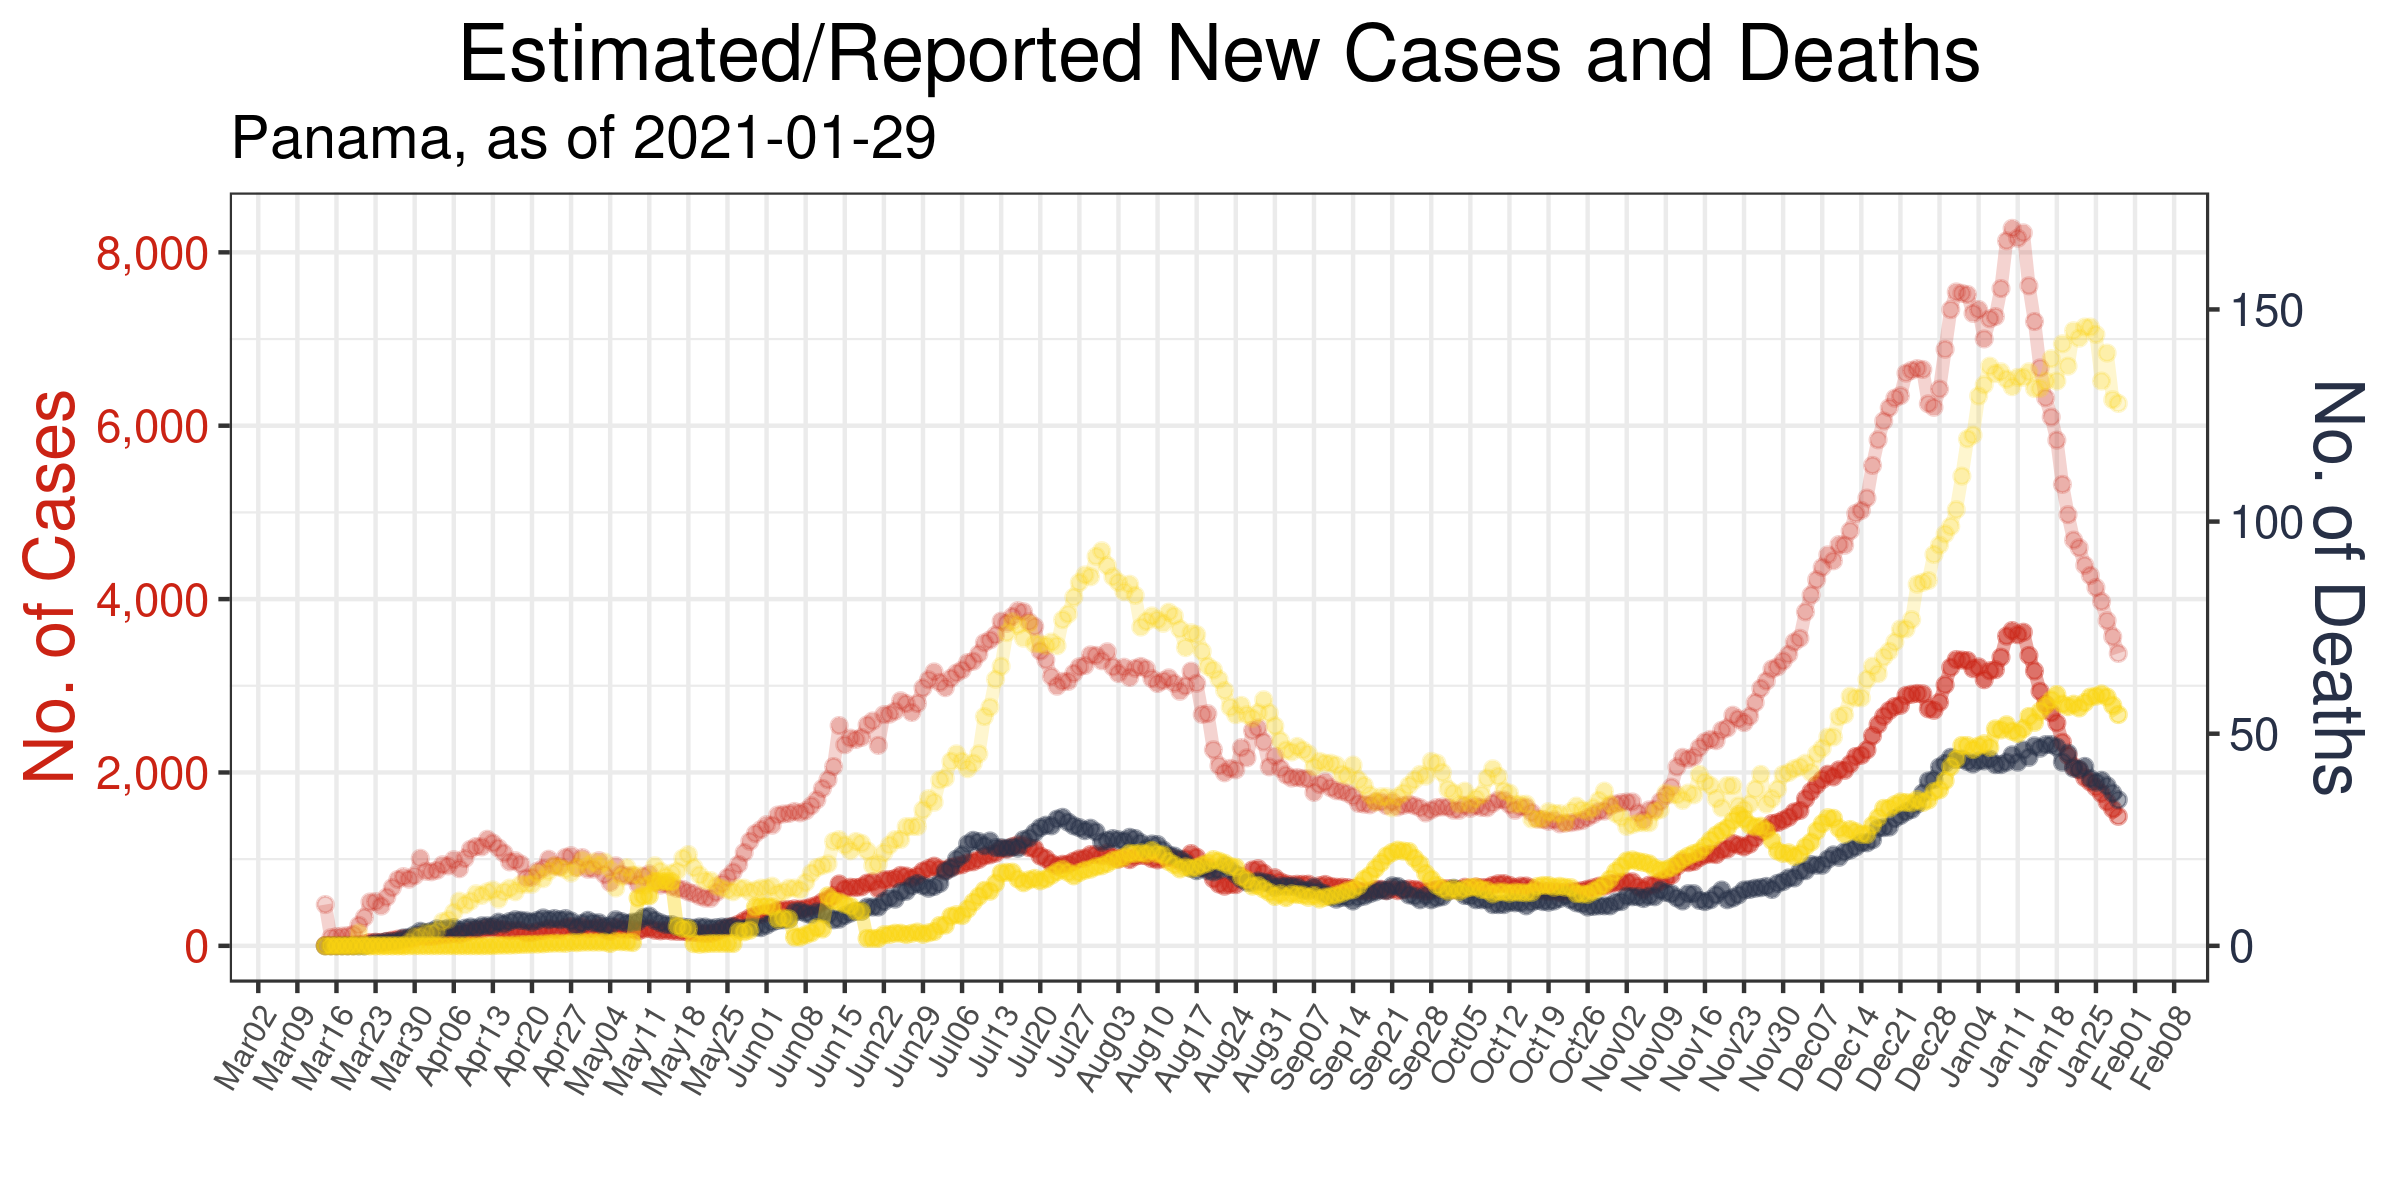 Estimated/Reported New Cases and Deaths
Panama, as of 2021-01-29
No. of Cases
8,000
6,000
4,000
2,000
0
150
100
50
0
No. of Deaths
Mar02
Mar09
Mar16
Mar23
Mar30
Apr06
Apr13
Apr20
Apr27
May04
May11
May18
May25
Jun01
Jun08
Jun15
Jun22
Jun29
Jul06
Jul13
Jul20
Jul27
Aug03
Aug10
Aug17
Aug24
Aug31
Sep07
Sep14
Sep21
Sep28
Oct05
Oct12
Oct19
Oct26
Nov02
Nov09
Nov16
Nov23
Nov30
Dec07
Dec14
Dec21
Dec28
Jan04
Jan11
Jan18
Jan25
Feb01
Feb08